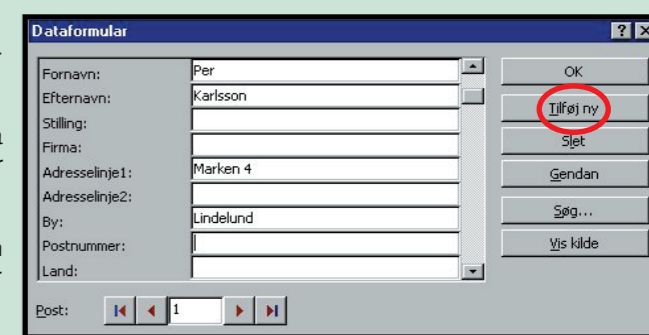 Dataformular
Fornavn: Per
Efternavn: Karlsson
Stilling:
Firma:
Adresselinje1: Marken 4
Adresselinje2:
By: Lindelund
Postnummer:
Land:
OK
Tilføj ny
Slet
Gendan
Søg...
Vis kilde
Post: 1